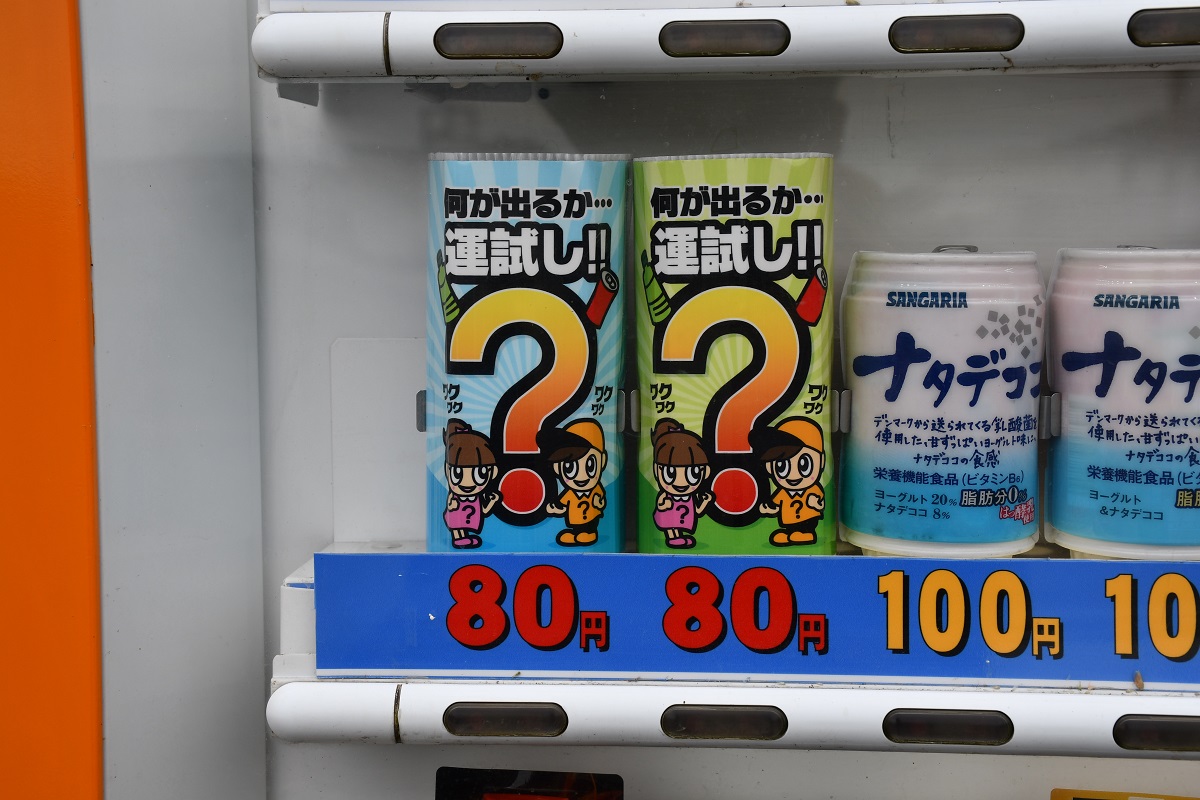 何が出るか…
運試し!!
?
ワク
ワク
ワク
ワク
?
?
何が出るか…
運試し!!
?
ワク
ワク
ワク
ワク
?
?
SANGARIA
ナタデココ
デンマークから送られてくる乳酸菌を
使用した、甘ずっぱいヨーグルト味に
ナタデココの食感
栄養機能食品(ビタミンB6)
ヨーグルト 20%
ナタデココ 8%
脂肪分0%
SANGARIA
ナタデ
デンマークから送られてくる
使用した、甘ずっぱいヨーグ
ナタデココの食
栄養機能食品(ビタ
ヨーグルト
&ナタデココ
脂肪
80円
80円
100円
10